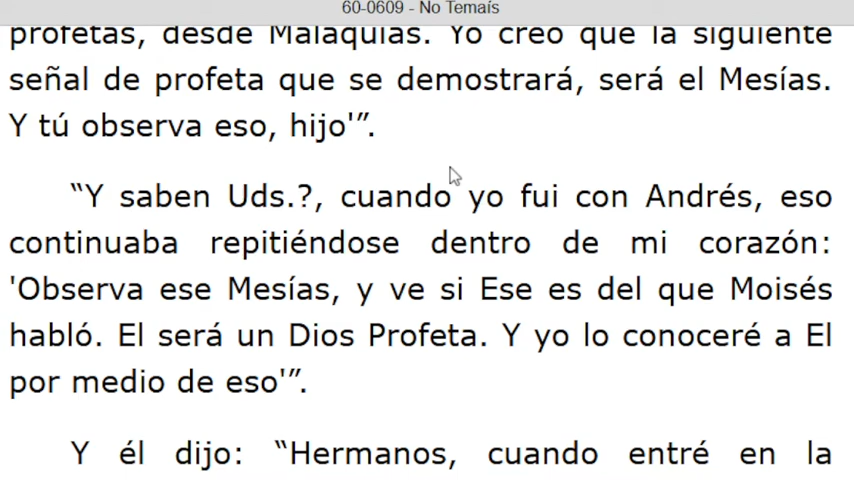 60-0609 - No Temaís
profetas, desde Malaquías. Yo creo que la siguiente
señal de profeta que se demostrará, será el Mesías.
Y tú observa eso, hijo'”.
“Y saben Uds.?, cuando yo fui con Andrés, eso
continuaba repitiéndose dentro de mi corazón:
'Observa ese Mesías, y ve si Ese es del que Moisés
habló. El será un Dios Profeta. Y yo lo conoceré a El
por medio de eso'”.
Y él dijo: “Hermanos, cuando entré en la